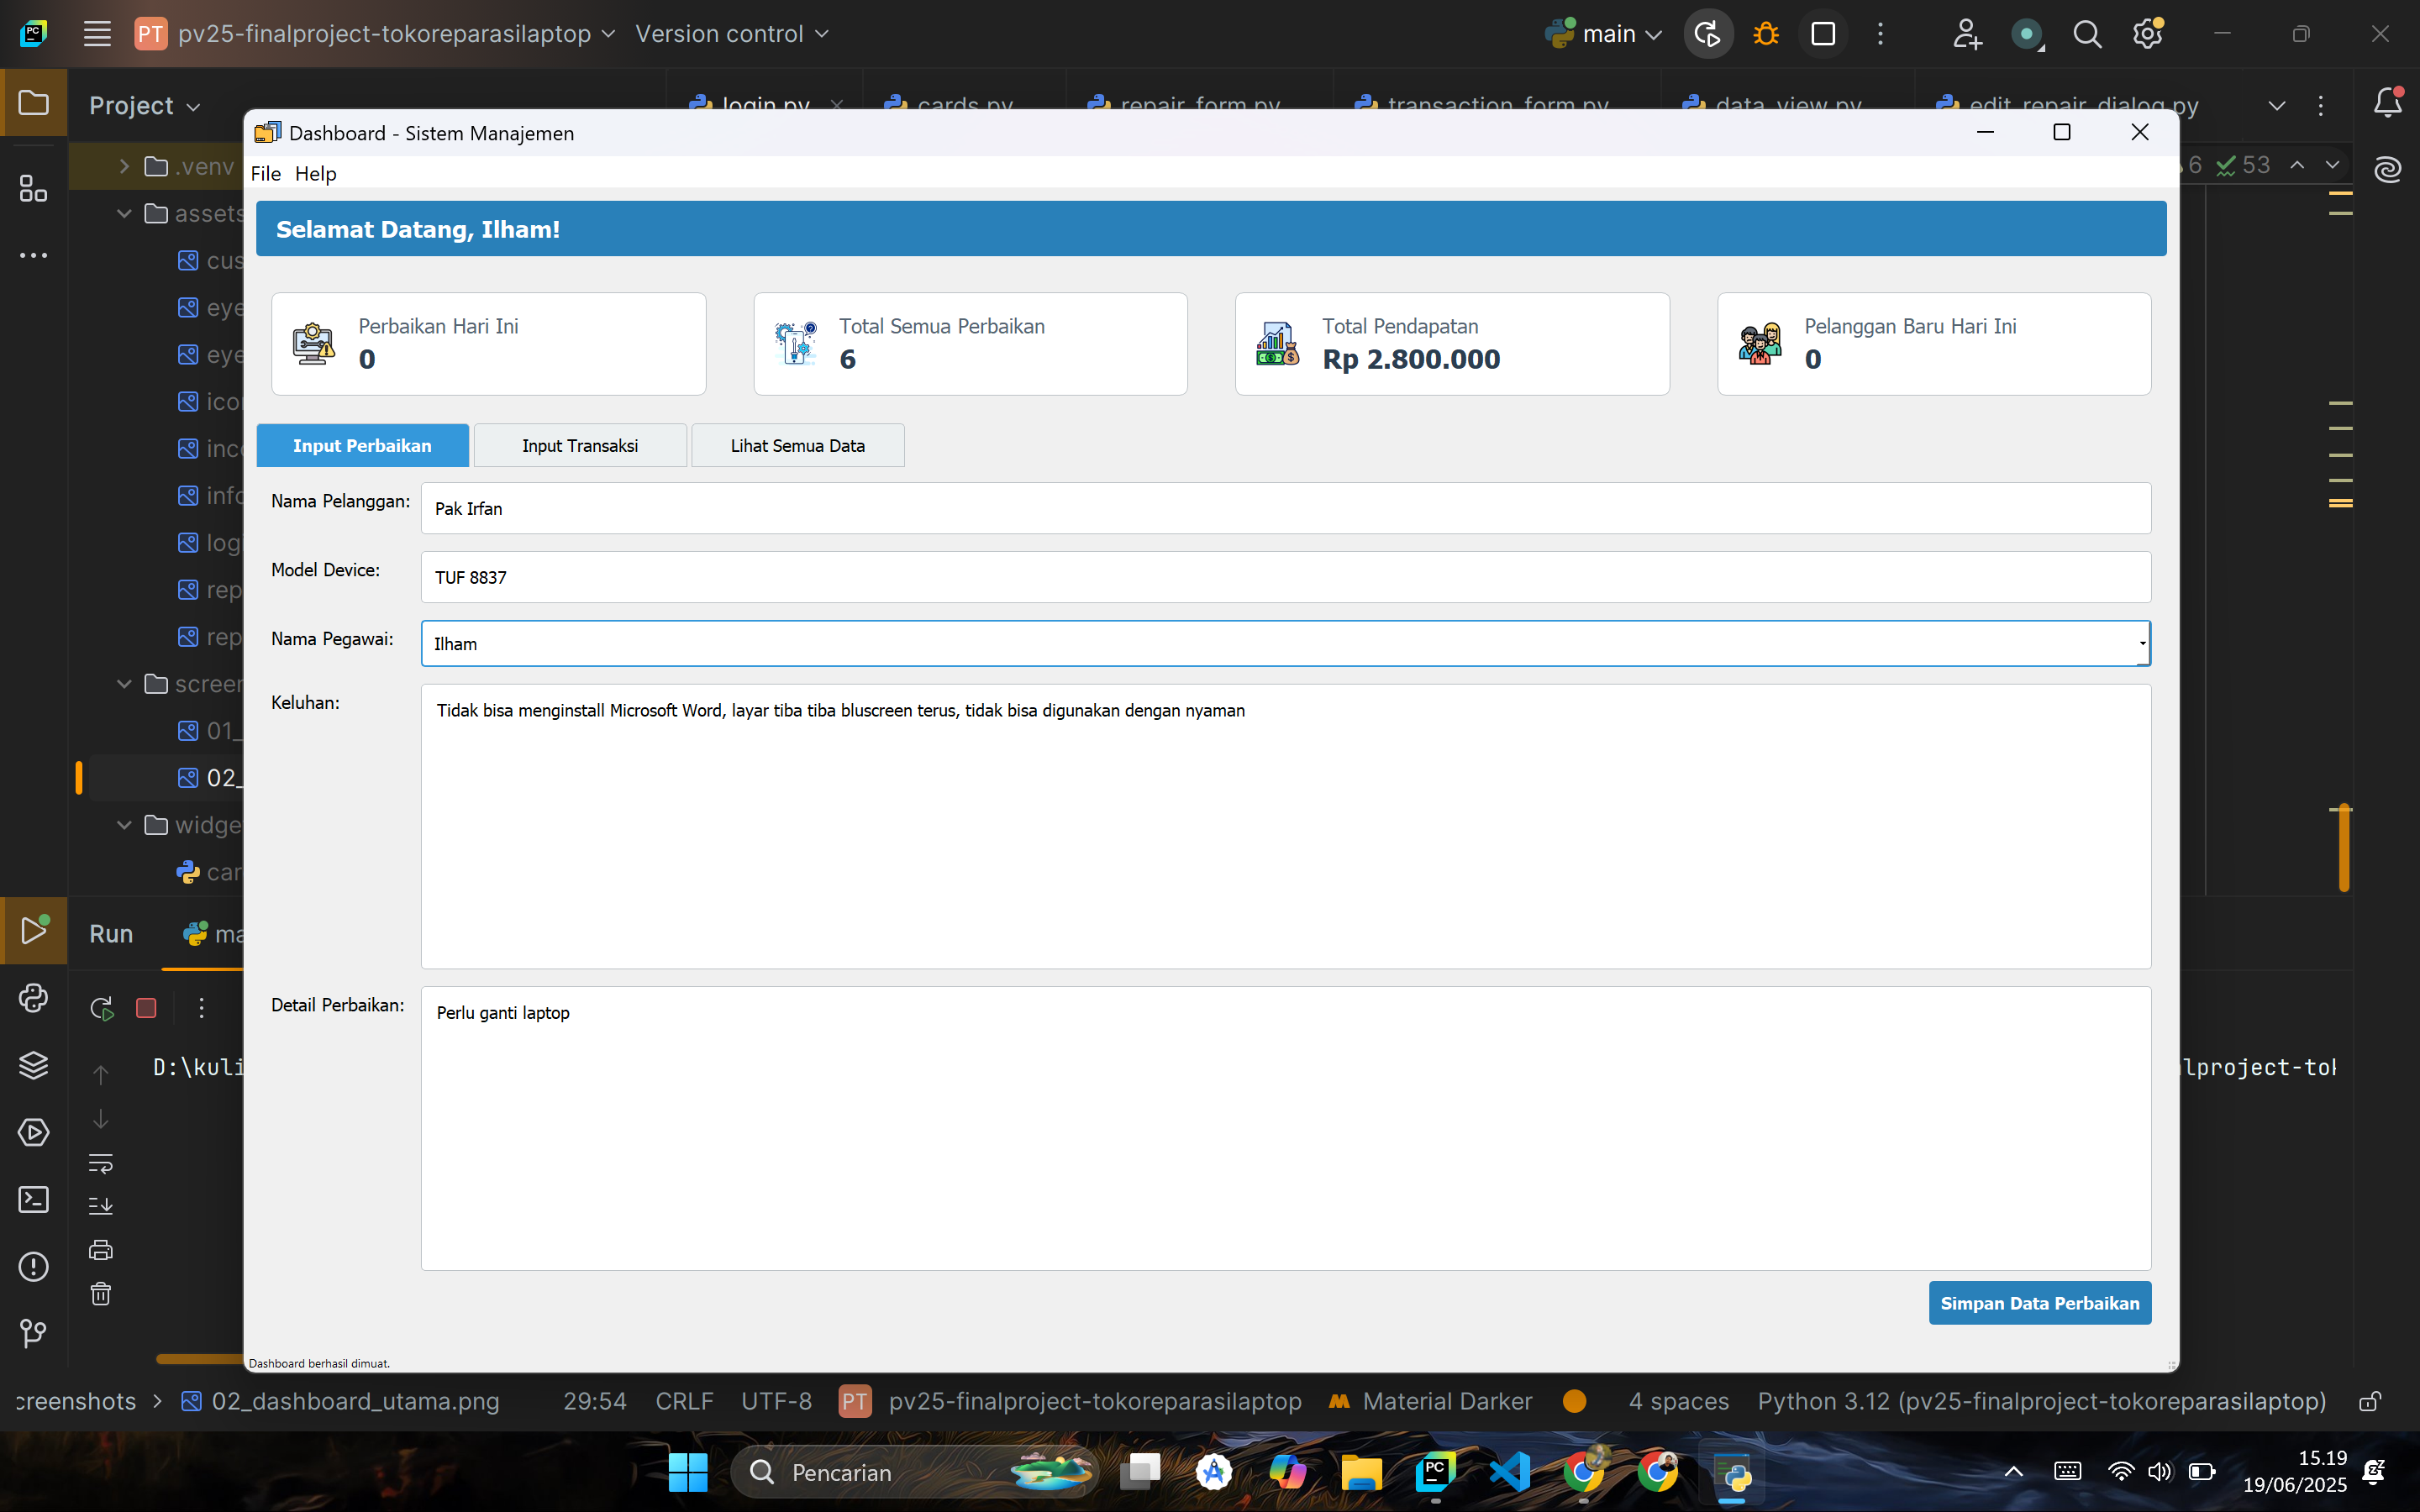 PT pv25-finalproject-tokoreparasilaptop Version control main
Project
login.py cards.py repair_form.py transaction_form.py data_view.py edit_repair_dialog.py
Dashboard - Sistem Manajemen
.venv
6 53
File Help
assets
Selamat Datang, Ilham!
cus
eye
eye
icon
inco
info
logi
rep
rep
Perbaikan Hari Ini
0
Total Semua Perbaikan
6
Total Pendapatan
Rp 2.800.000
Pelanggan Baru Hari Ini
0
Input Perbaikan Input Transaksi Lihat Semua Data
Nama Pelanggan: Pak Irfan
Model Device: TUF 8837
Nama Pegawai: Ilham
Keluhan: Tidak bisa menginstall Microsoft Word, layar tiba tiba bluscreen terus, tidak bisa digunakan dengan nyaman
screen
01_
02_
widge
car
Run ma
Detail Perbaikan: Perlu ganti laptop
D:\kuli lproject-tok
Simpan Data Perbaikan
Dashboard berhasil dimuat.
creenshots 02_dashboard_utama.png 29:54 CRLF UTF-8 PT pv25-finalproject-tokoreparasilaptop Material Darker 4 spaces Python 3.12 (pv25-finalproject-tokoreparasilaptop)
Pencarian
15.19
19/06/2025